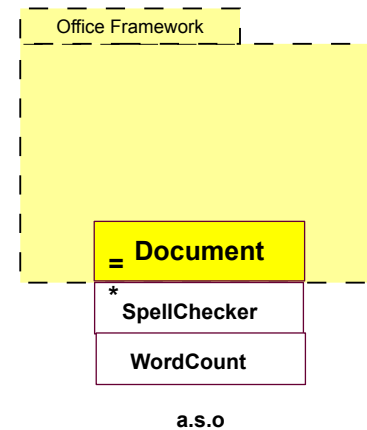 Office Framework
= Document
*
SpellChecker
WordCount
a.s.o